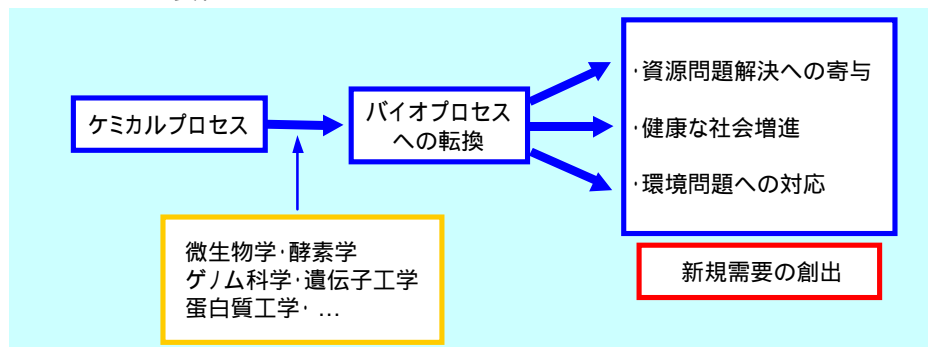 ケミカルプロセス
バイオプロセス
への転換
·資源問題解決への寄与
·健康な社会増進
·環境問題への対応
新規需要の創出
微生物学·酵素学
ゲノム科学·遺伝子工学
蛋白質工学· …